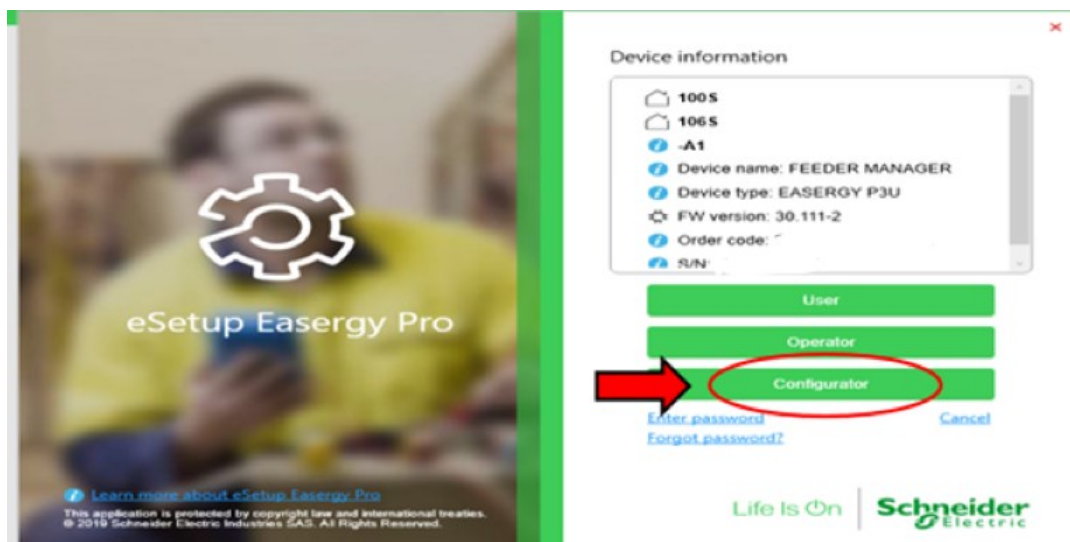 eSetup Easergy Pro
Learn more about eSetup Easergy Pro
This application is protected by copyright law and international treaties.
© 2019 Schneider Electric Industries SAS. All Rights Reserved.
×
Device information
100S
106S
-A1
Device name: FEEDER MANAGER
Device type: EASERGY P3U
FW version: 30.111-2
Order code:
S/N:
User
Operator
Configurator
Enter password
Cancel
Forgot password?
Life Is On
Schneider
Electric